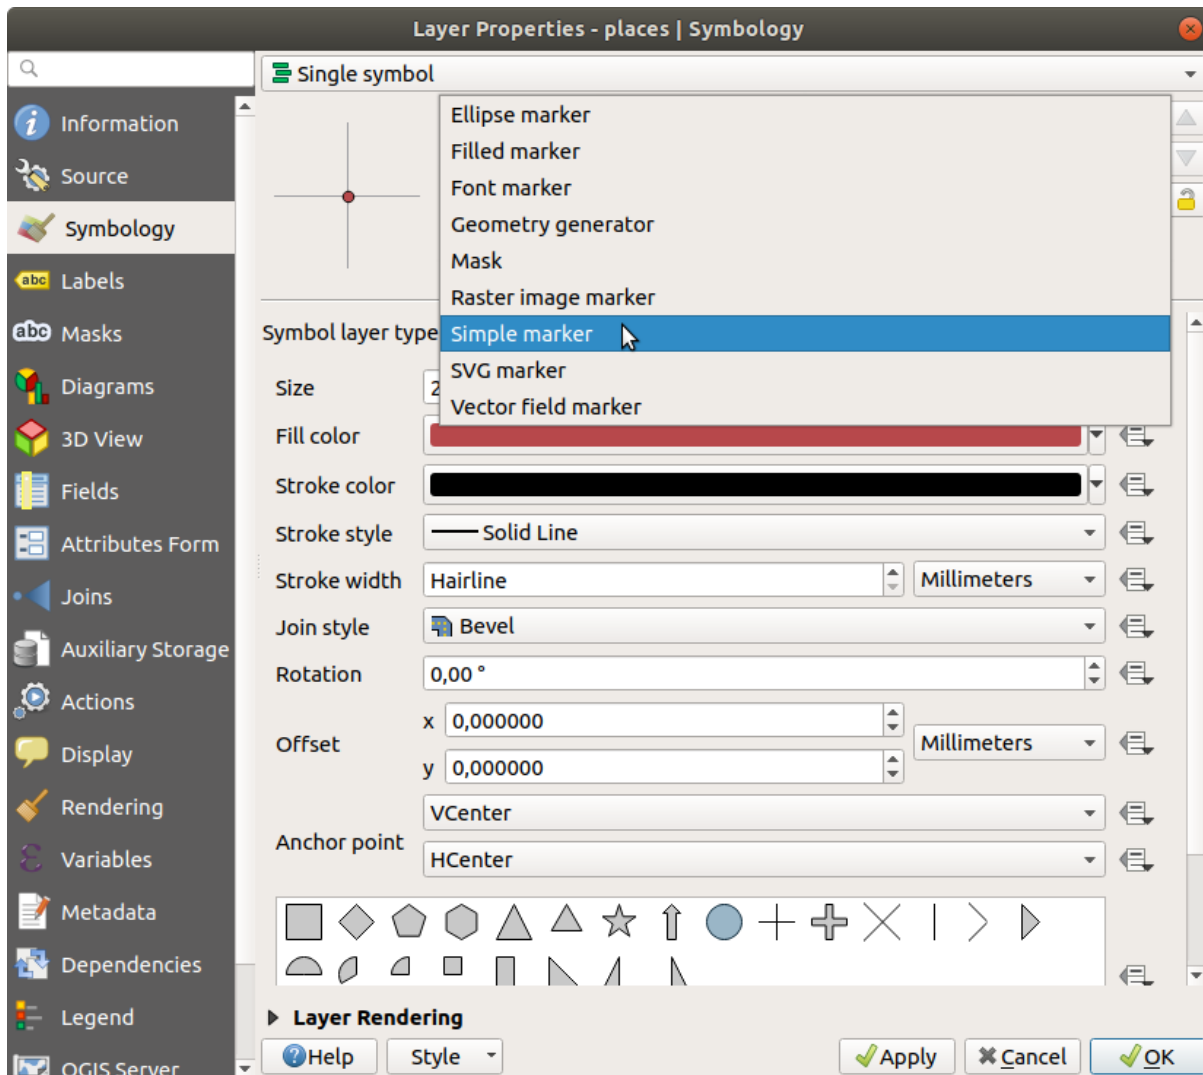 Layer Properties - places | Symbology
Single symbol
Information
Source
Symbology
abc Labels
abc Masks
Diagrams
3D View
Fields
Attributes Form
Joins
Auxiliary Storage
Actions
Display
Rendering
Variables
Metadata
Dependencies
Legend
QGIS Server
Ellipse marker
Filled marker
Font marker
Geometry generator
Mask
Raster image marker
Simple marker
SVG marker
Vector field marker
Symbol layer type
Size 2
Fill color
Stroke color
Stroke style Solid Line
Stroke width Hairline Millimeters
Join style Bevel
Rotation 0,00 °
Offset x 0,000000 Millimeters
y 0,000000
Anchor point VCenter
HCenter
Layer Rendering
Help Style Apply Cancel OK